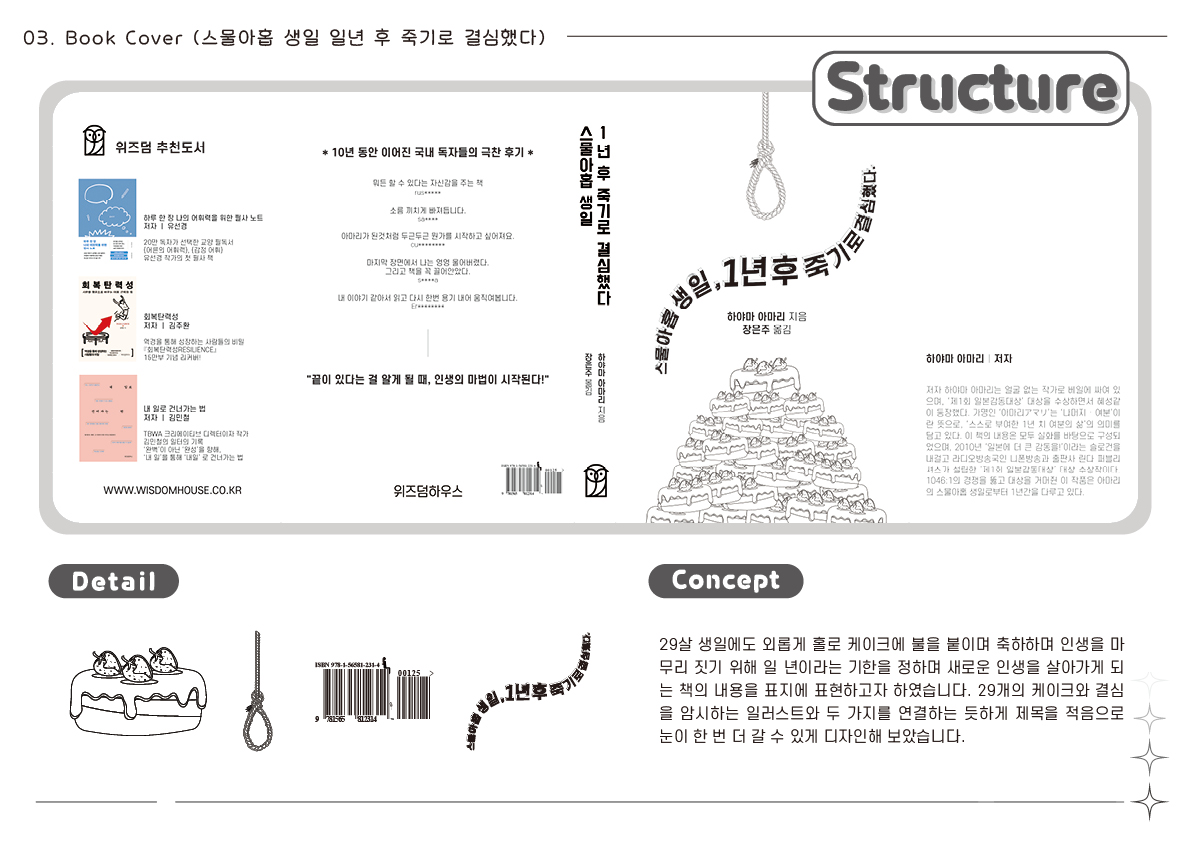 03. Book Cover (스물아홉 생일 일년 후 죽기로 결심했다)
Structure
위즈덤 추천도서
하루 한 장 나의 어휘력을 위한 필사 노트
저자 ㅣ 유선경
20만 독자가 선택한 교양 필독서
(어른의 어휘력), (감정 어휘)
유선경 작가의 첫 필사 책
회복탄력성
회복탄력성
저자 ㅣ 김주환
역경을 통해 성장하는 사람들의 비밀
『회복탄력성RESILIENCE』
15만부 기념 리커버!
내 일로 건너가는 법
저자 ㅣ 김민철
TBWA 크리에이티브 디렉터이자 작가
김민철의 일터의 기록
'완벽'이 아닌 '완성'을 향해,
'내 일'을 통해 '내일' 로 건너가는 법
WWW.WISDOMHOUSE.CO.KR
* 10년 동안 이어진 국내 독자들의 극찬 후기 *
뭐든 할 수 있다는 자신감을 주는 책
nus*****
소름 끼치게 빠져듭니다.
sa****
아마리가 된것처럼 두근두근 뭔가를 시작하고 싶어져요.
cu********
마지막 장면에서 나는 엉엉 울어버렸다.
그리고 책을 꼭 끌어안았다.
s****a
내 이야기 같아서 읽고 다시 한번 용기 내어 움직여봅니다.
Er********
"끝이 있다는 걸 알게 될 때, 인생의 마법이 시작된다!"
위즈덤하우스
ISBN 978-1-56581-231-4
00125 >
9 781565 812314
스물아홉 생일
1년 후 죽기로 결심했다
하야마 아마리 지음
장은주 옮김
스물아홉 생일, 1년 후 죽기로 결심했다.
하야마 아마리 지음
장은주 옮김
하야마 아마리 | 저자
저자 하야마 아마리는 얼굴 없는 작가로 베일에 싸여 있
으며, '제1회 일본감동대상' 대상을 수상하면서 혜성같
이 등장했다. 가명인 '아마리アマリ'는 '나머지ㆍ여분'이
란 뜻으로, '스스로 부여한 1년 치 여분의 삶'의 의미를
담고 있다. 이 책의 내용은 모두 실화를 바탕으로 구성되
었으며, 2010년 '일본에 더 큰 감동을!'이라는 슬로건을
내걸고 라디오방송국인 니폰방송과 출판사 린다 퍼블리
셔스가 설립한 '제1회 일본감동대상' 대상 수상작이다.
1046:1의 경쟁을 뚫고 대상을 거머쥔 이 작품은 아마리
의 스물아홉 생일로부터 1년간을 다루고 있다.
Detail
ISBN 978-1-56581-231-4
00125 >
9 781565 812314
스물아홉 생일, 1년 후 죽기로 결심했다.
Concept
29살 생일에도 외롭게 홀로 케이크에 불을 붙이며 축하하며 인생을 마
무리 짓기 위해 일 년이라는 기한을 정하며 새로운 인생을 살아가게 되
는 책의 내용을 표지에 표현하고자 하였습니다. 29개의 케이크와 결심
을 암시하는 일러스트와 두 가지를 연결하는 듯하게 제목을 적음으로
눈이 한 번 더 갈 수 있게 디자인해 보았습니다.